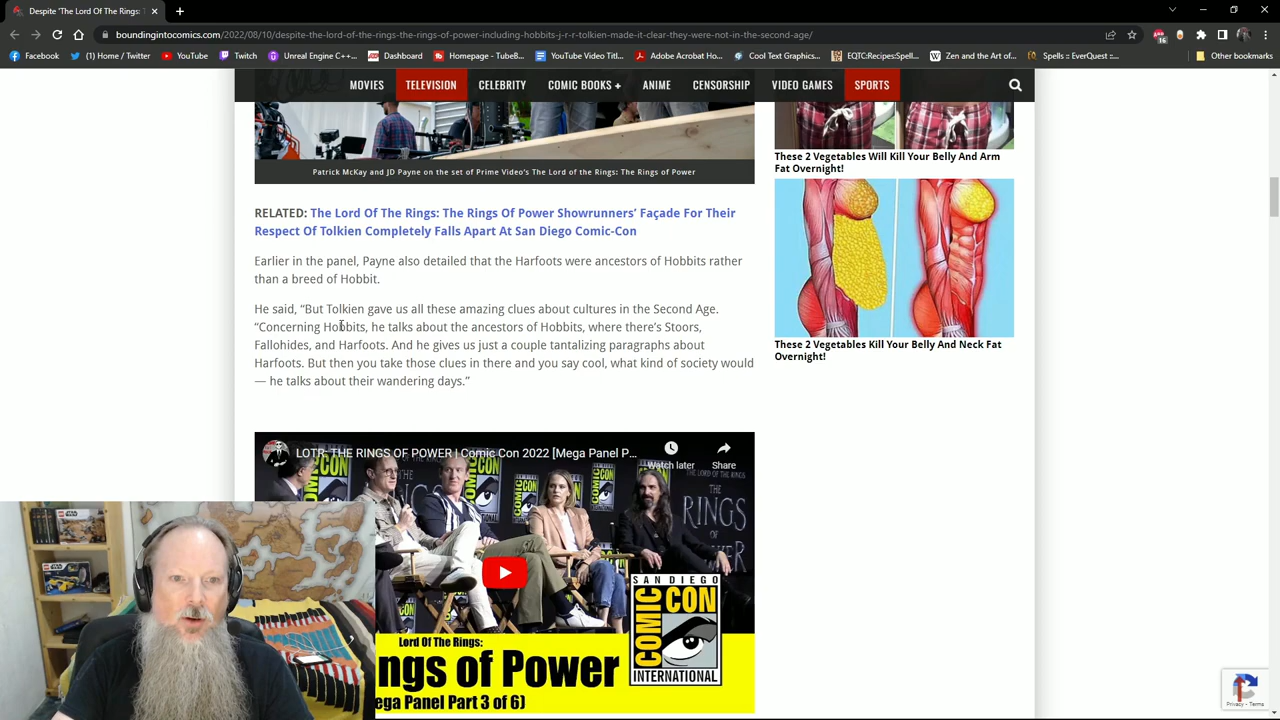 Despite 'The Lord of the Rings:
boundingintocomics.com/2022/08/10/despite-the-lord-of-the-rings-the-rings-of-power-including-hobbits-j-r-r-tolkien-made-it-clear-they-were-not-in-the-second-age/
16
Facebook
(1) Home / Twitter
YouTube
Twitch
Unreal Engine C++...
Dashboard
Homepage - TubeB...
YouTube Video Title...
Adobe Acrobat Ho...
Cool Text Graphics...
EQTC:Recipes:Spell...
Zen and the Art of...
Spells :: EverQuest ::...
Other bookmarks
MOVIES
TELEVISION
CELEBRITY
COMIC BOOKS +
ANIME
CENSORSHIP
VIDEO GAMES
SPORTS
Patrick McKay and JD Payne on the set of Prime Video's The Lord of the Rings: The Rings of Power
These 2 Vegetables Will Kill Your Belly And Arm
Fat Overnight!
RELATED: The Lord Of The Rings: The Rings Of Power Showrunners' Façade For Their
Respect Of Tolkien Completely Falls Apart At San Diego Comic-Con
Earlier in the panel, Payne also detailed that the Harfoots were ancestors of Hobbits rather
than a breed of Hobbit.
He said, "But Tolkien gave us all these amazing clues about cultures in the Second Age.
"Concerning Hobbits, he talks about the ancestors of Hobbits, where there's Stoors,
Fallohides, and Harfoots. And he gives us just a couple tantalizing paragraphs about
Harfoots. But then you take those clues in there and you say cool, what kind of society would
— he talks about their wandering days."
These 2 Vegetables Kill Your Belly And Neck Fat
Overnight!
LOTR: THE RINGS OF POWER | Comic Con 2022 [Mega Panel P...
Watch later
Share
THE
RINGS
SAN DIEGO
COMIC
CON
INTERNATIONAL
Lord Of The Rings:
ngs of Power
ega Panel Part 3 of 6)
Privacy - Terms